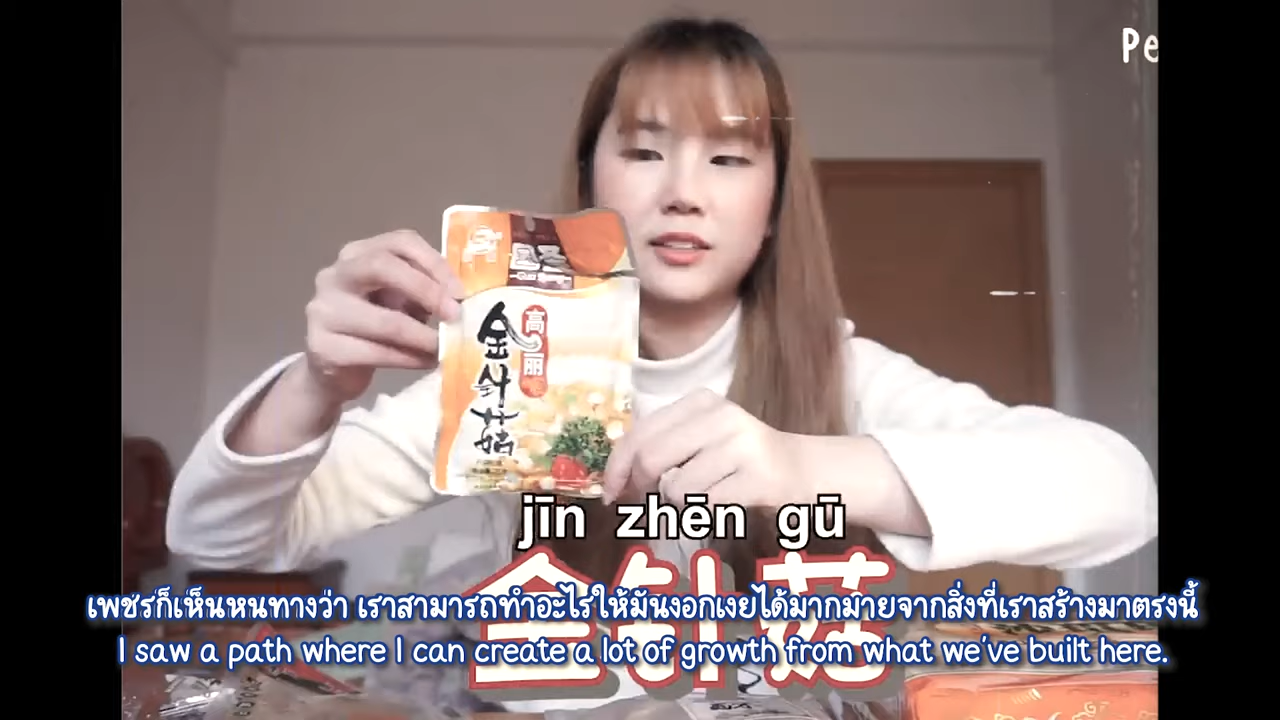 Pe
高丽
金针菇
jīn zhēn gū
金针菇
เพชรก็เห็นหนทางว่า เราสามารถทำอะไรให้มันงอกเงยได้มากมายจากสิ่งที่เราสร้างมาตรงนี้
I saw a path where I can create a lot of growth from what we've built here.